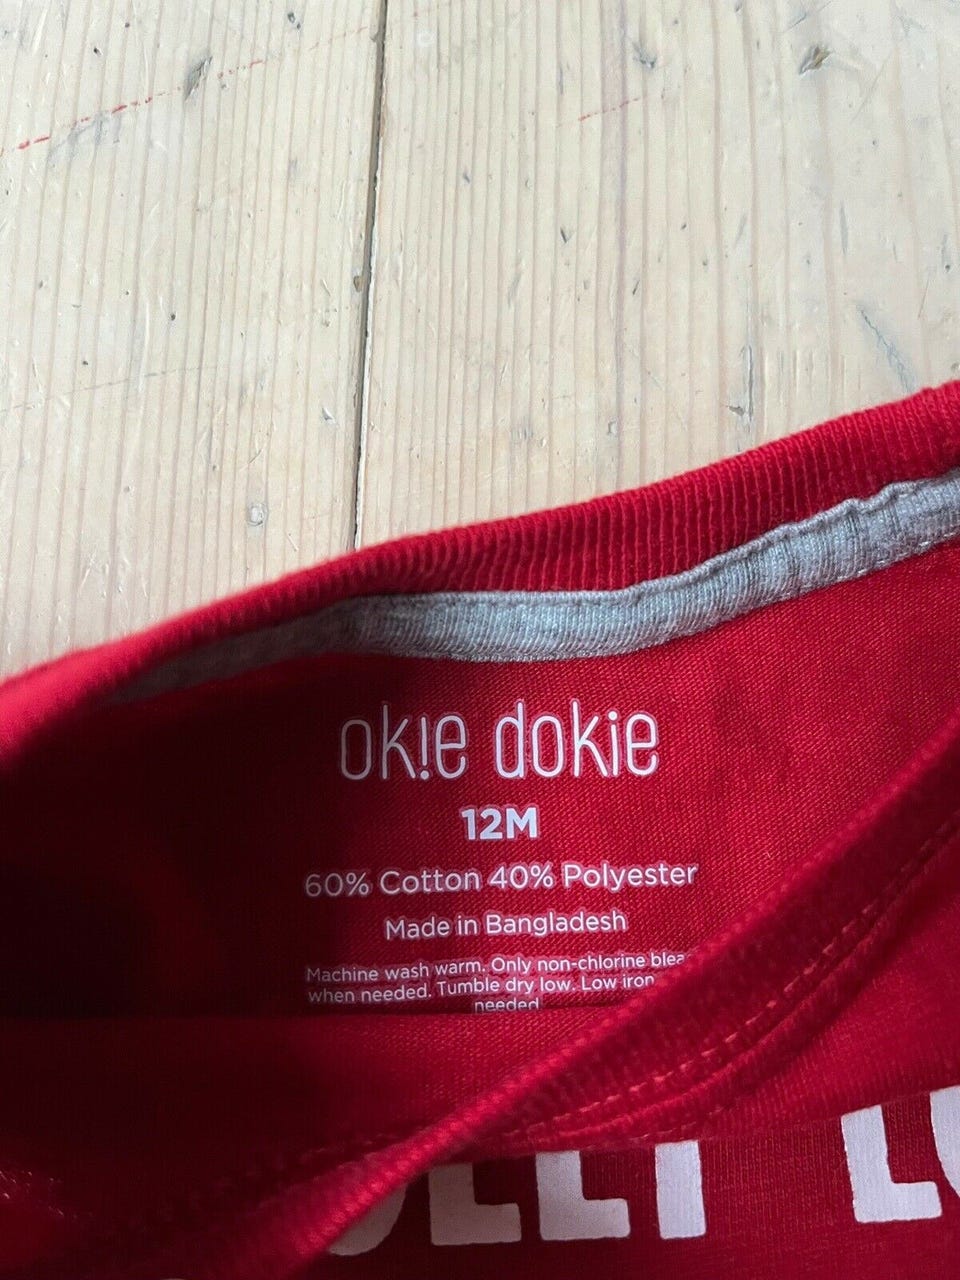 ok!e dokie
12M
60% Cotton 40% Polyester
Made in Bangladesh
Machine wash warm. Only non-chlorine
when needed. Tumble dry low. Low iron
needed